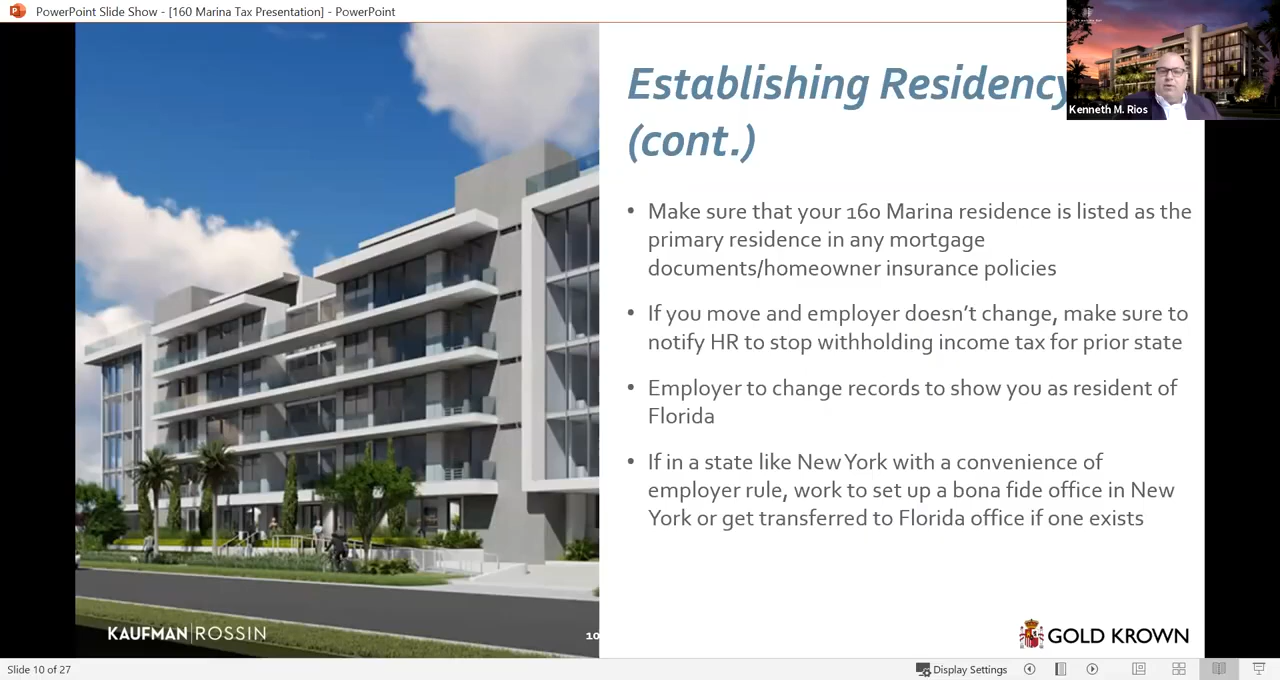 PowerPoint Slide Show - [160 Marina Tax Presentation] - PowerPoint
Kenneth M. Rios
Establishing Residency
(cont.)
• Make sure that your 160 Marina residence is listed as the
primary residence in any mortgage
documents/homeowner insurance policies
• If you move and employer doesn’t change, make sure to
notify HR to stop withholding income tax for prior state
• Employer to change records to show you as resident of
Florida
• If in a state like New York with a convenience of
employer rule, work to set up a bona fide office in New
York or get transferred to Florida office if one exists
KAUFMAN|ROSSIN
10
GOLD KROWN
Slide 10 of 27
Display Settings